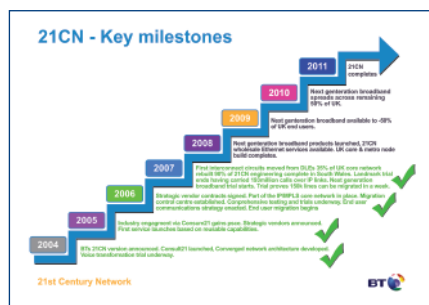 21CN - Key milestones
2011
21CN
completes
2010
Next generation broadband
spreads across remaining
50% of UK.
2009
Next generation broadband available to ~50%
of UK end users.
2008
Next generation broadband products launched, 21CN
wholesale Ethernet services available. UK core & metro node
build completes.
2007
First interconnect circuits moved from DLEs 35% of UK core network
rebuilt 98% of 21CN engineering complete in South Wales. Landmark trial
ends having carried 103million calls over IP links, Next generation
broadband trial starts. Trial proves 150k lines can be migrated in a week.
2006
Strategic vendor contracts signed. Part of the IP/MPLS core network in place. Migration
control centre established. Comprehensive testing and trials underway. End user
communications strategy enacted. End user migration begins
2005
Industry engagment via Consult21 gains pace. Strategic vendors announced.
First service launches based on reusable capabilities.
2004
BTs 21CN version announced. Consult21 launched, Converged network architecture developed.
Voice transformation trial underway.
21st Century Network
BT